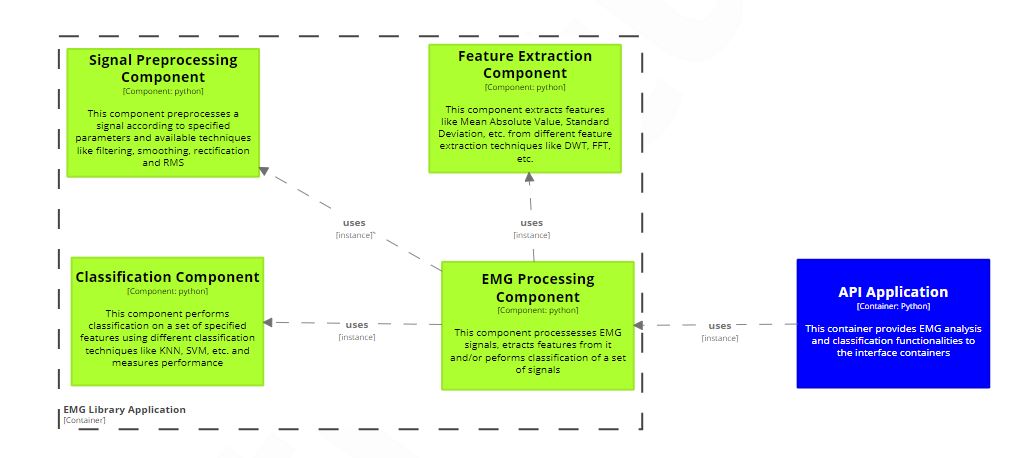 Signal Preprocessing
Component
[Component: python]
This component preprocesses a
signal according to specified
parameters and available techniques
like filtering, smoothing, rectification
and RMS
Feature Extraction
Component
[Component: python]
This component extracts features
like Mean Absolute Value, Standard
Deviation, etc. from different feature
extraction techniques like DWT, FFT,
etc.
uses
[instance]
uses
[instance]
Classification Component
[Component: python]
This component performs
classification on a set of specified
features using different classification
techniques like KNN, SVM, etc. and
measures performance
uses
[instance]
EMG Processing
Component
[Component: python]
This component processesses EMG
signals, etracts features from it
and/or peforms classification of a set
of signals
uses
[instance]
API Application
[Container: Python]
This container provides EMG analysis
and classification functionalities to
the interface containers
EMG Library Application
[Container]